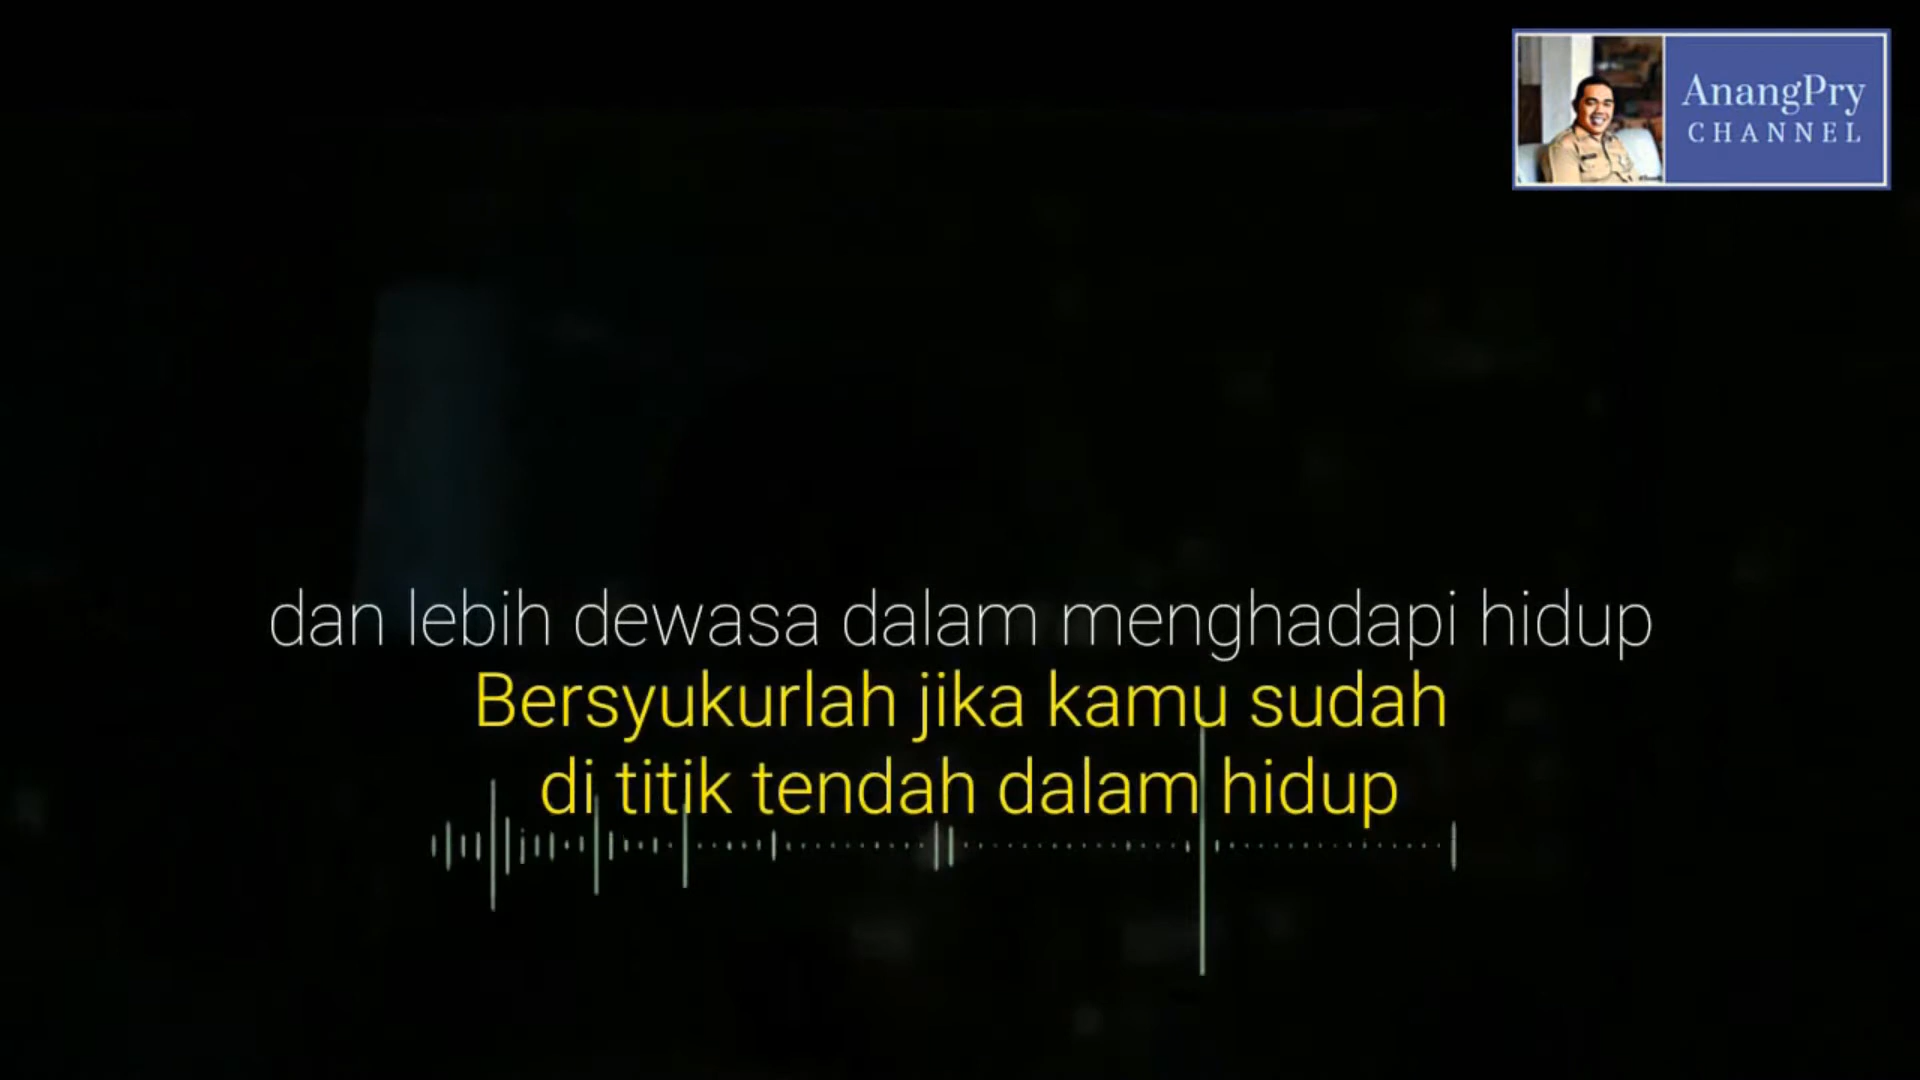 AnangPry
CHANNEL
dan lebih dewasa dalam menghadapi hidup
Bersyukurlah jika kamu sudah
di titik tendah dalam hidup